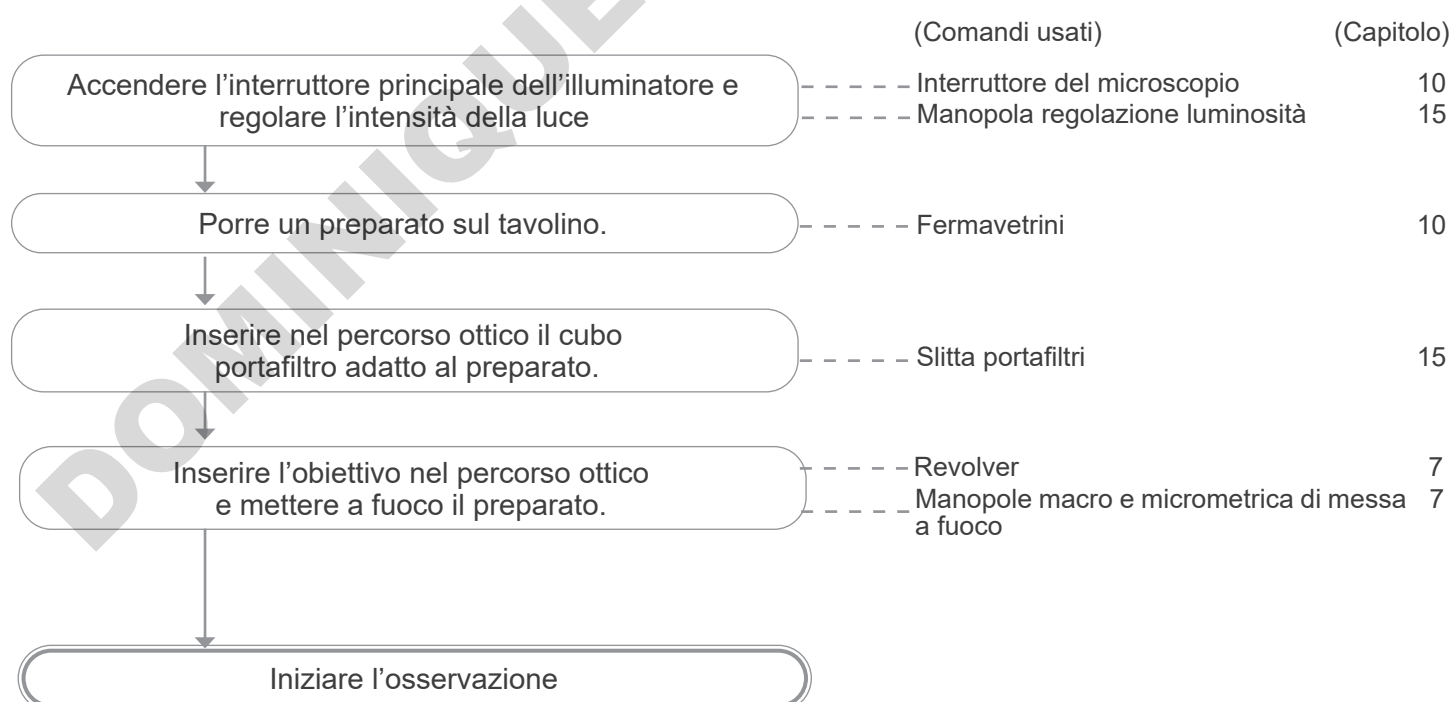 (Comandi usati) (Capitolo)
Accendere l’interruttore principale dell’illuminatore e
regolare l’intensità della luce
Interruttore del microscopio 10
Manopola regolazione luminosità 15
Porre un preparato sul tavolino.
Fermavetrini 10
Inserire nel percorso ottico il cubo
portafiltro adatto al preparato.
Slitta portafiltri 15
Inserire l’obiettivo nel percorso ottico
e mettere a fuoco il preparato.
Revolver 7
Manopole macro e micrometrica di messa 7
a fuoco
Iniziare l’osservazione
DOMINIQUE